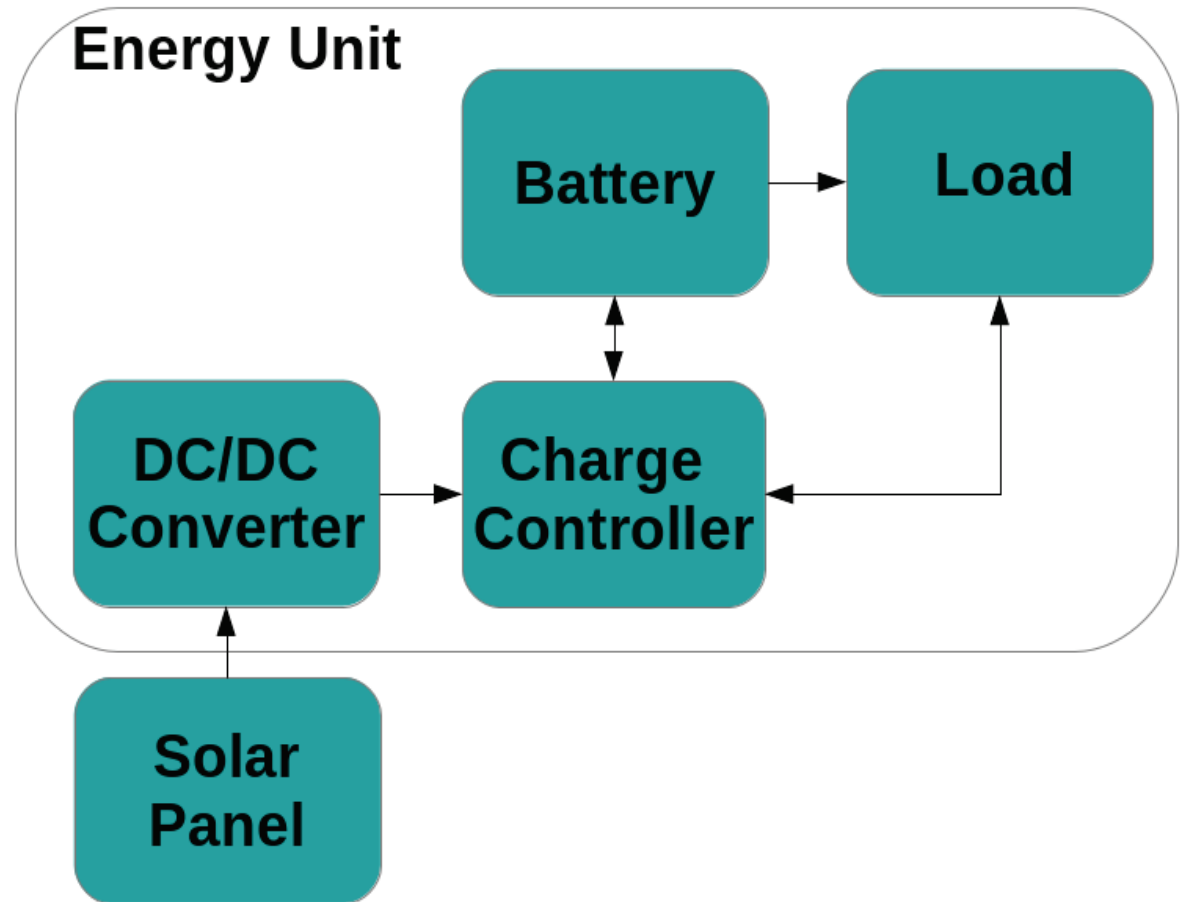 Energy Unit
Battery
Load
DC/DC
Converter
Charge
Controller
Solar
Panel